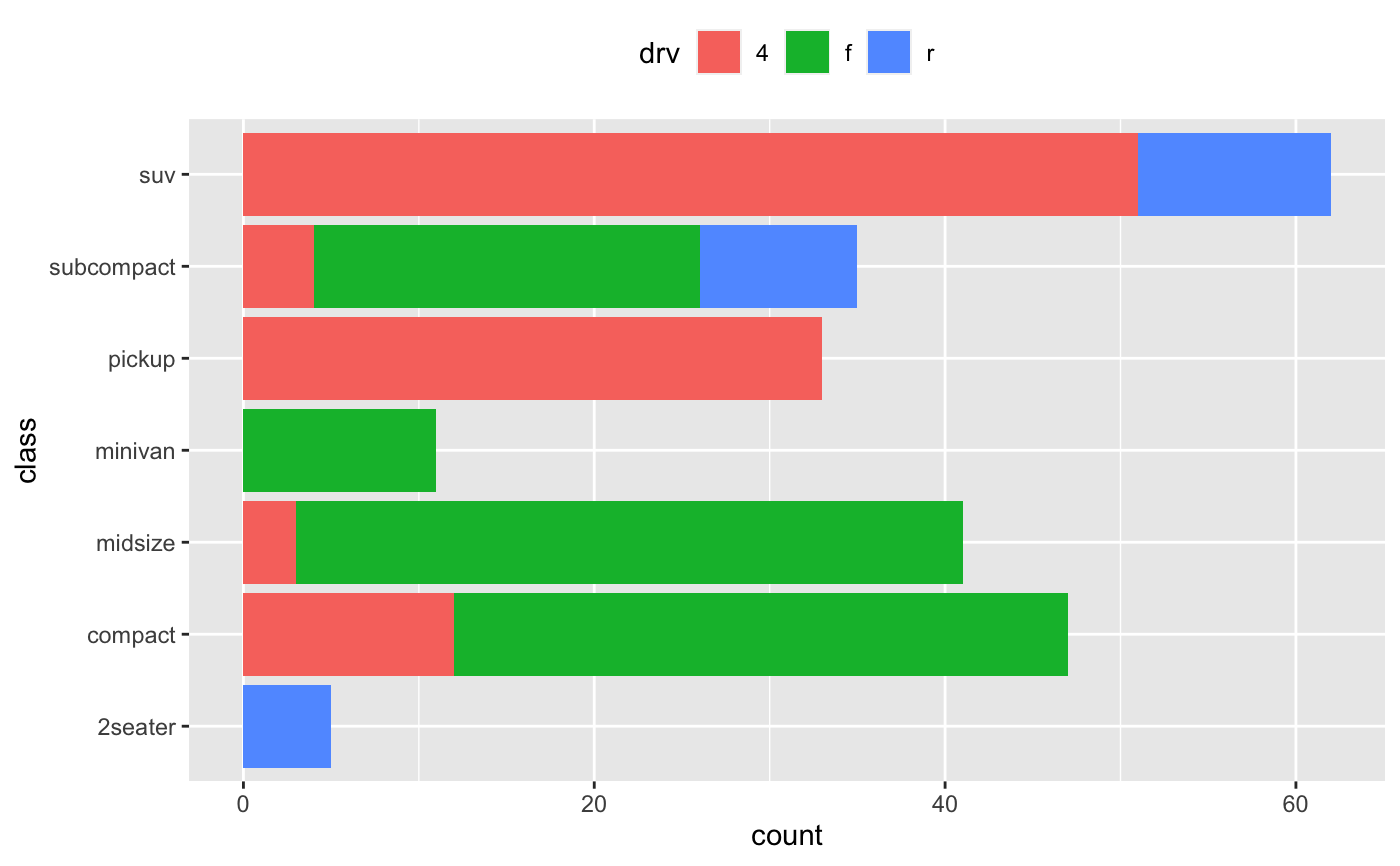 drv 4 f r
suv
subcompact
pickup
minivan
midsize
compact
2seater
class
0 20 40 60
count